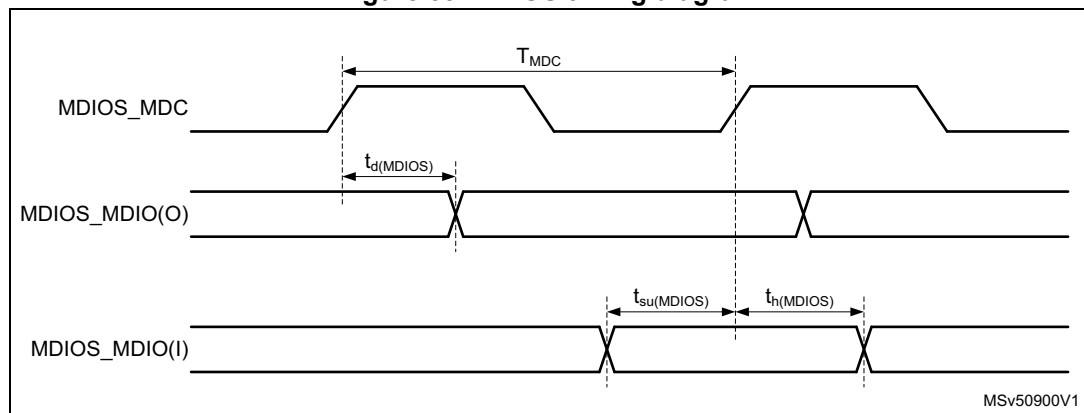 T_MDC
MDIOS_MDC
t_d(MDIOS)
MDIOS_MDIO(O)
t_su(MDIOS) t_h(MDIOS)
MDIOS_MDIO(I)
MSv50900V1